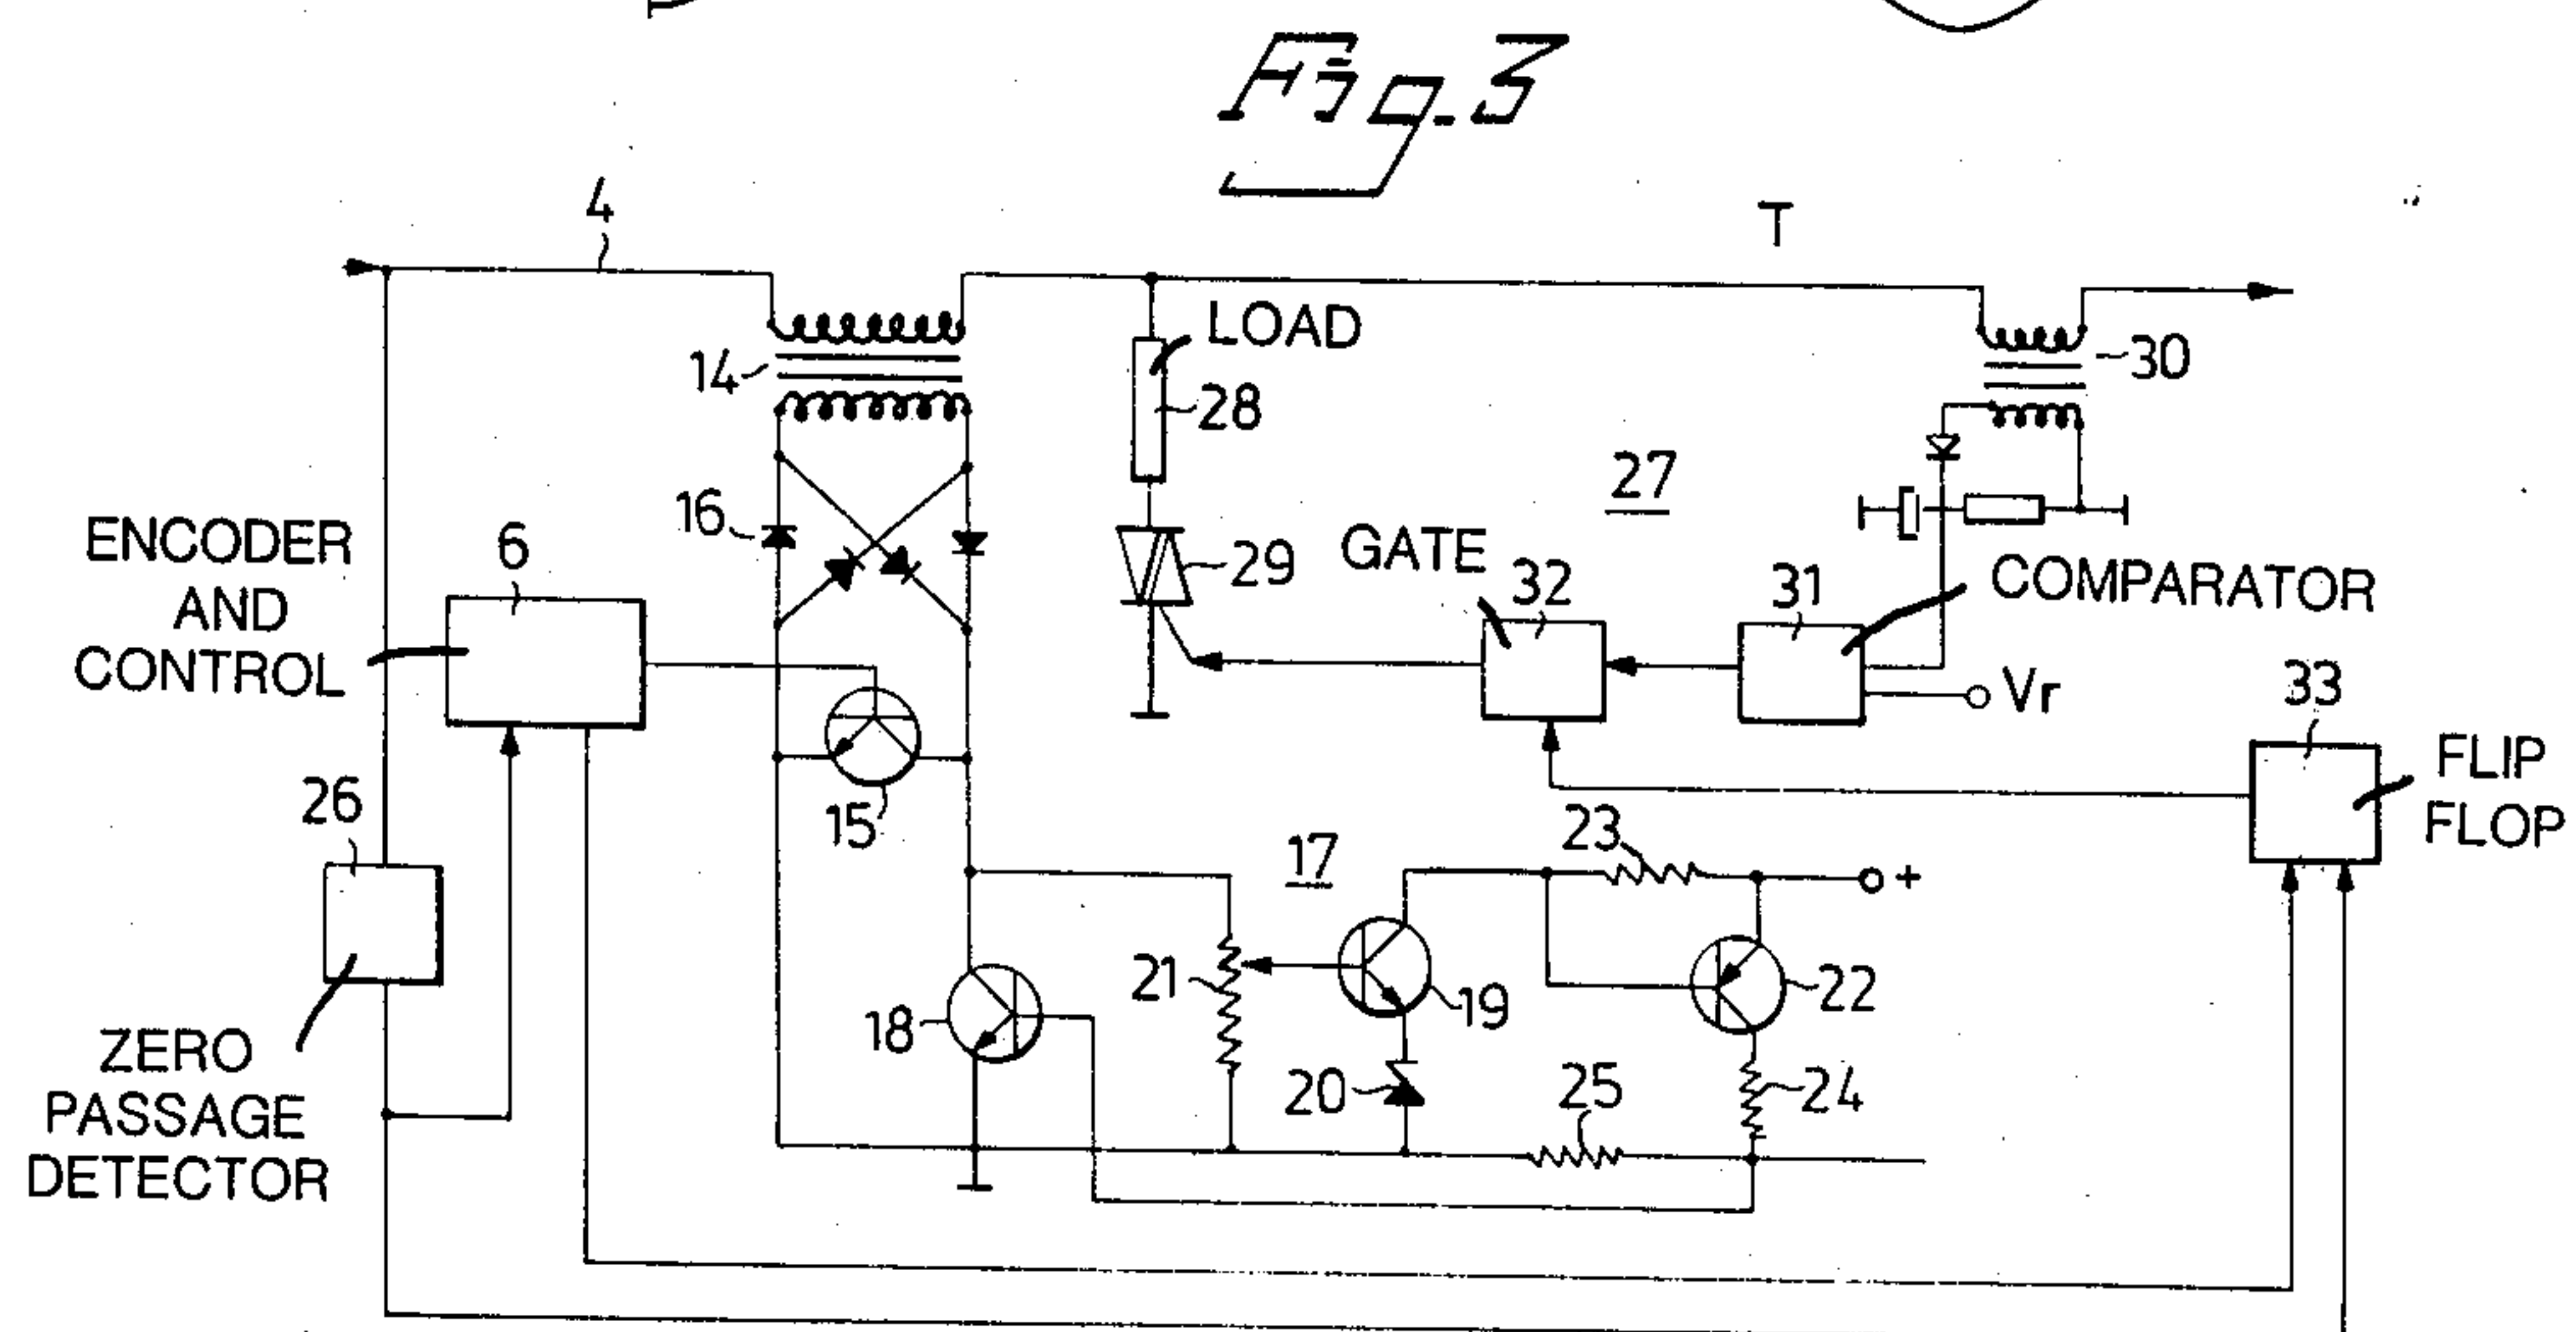 Fig. 3
4
T
LOAD
14
30
28
27
16
ENCODER
AND
CONTROL
6
GATE
29
32
31
COMPARATOR
Vr
33
FLIP
FLOP
26
15
23
17
+
21
19
22
18
20
25
24
ZERO
PASSAGE
DETECTOR